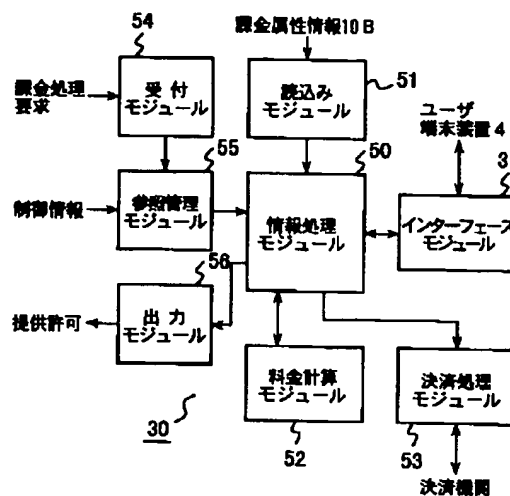 課金属性情報10B
54
受付
モジュール
課金処理
要求
読込み
モジュール
51
ユーザ
端末装置4
55
50
3
制御情報
参照管理
モジュール
情報処理
モジュール
インターフェース
モジュール
56
提供許可
出力
モジュール
料金計算
モジュール
決済処理
モジュール
30
52
53
決済機関